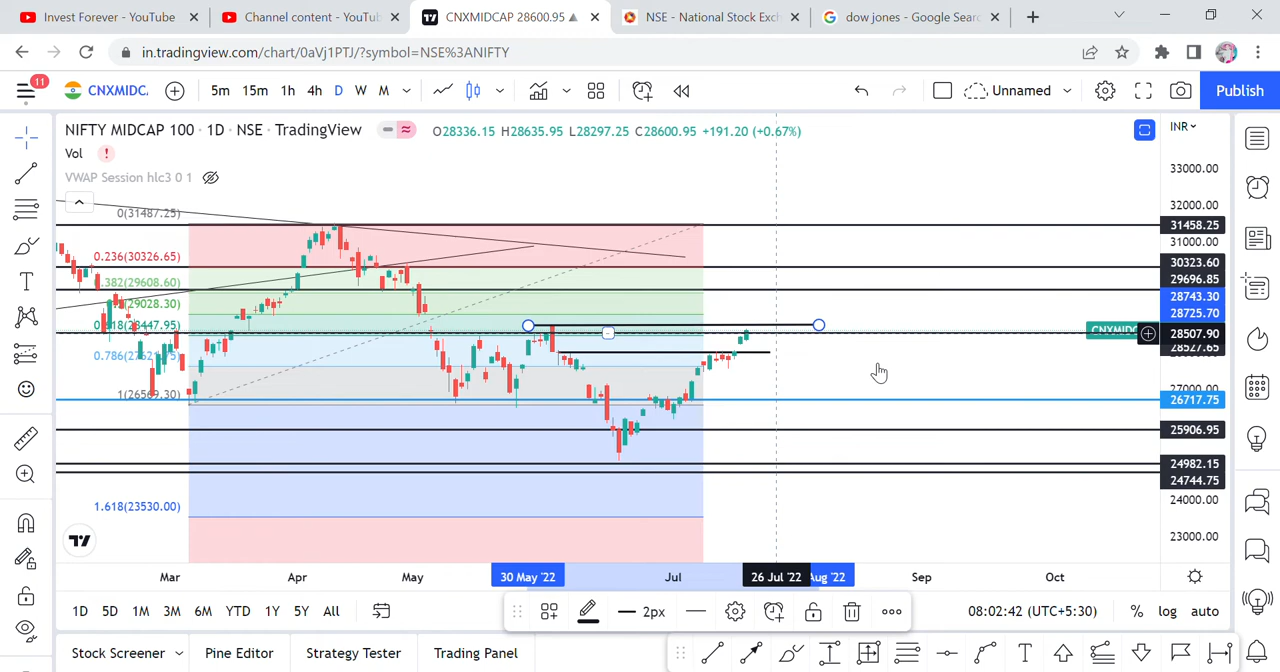 Invest Forever - YouTube
Channel content - YouTu
CNXMIDCAP 28600.95
NSE - National Stock Exch
dow jones - Google Searc
in.tradingview.com/chart/0aVj1PTJ/?symbol=NSE%3ANIFTY
11
CNXMIDC.
5m 15m 1h 4h D W M
Unnamed
Publish
NIFTY MIDCAP 100 · 1D · NSE · TradingView
O28336.15 H28635.95 L28297.25 C28600.95 +191.20 (+0.67%)
INR
Vol !
VWAP Session hlc3 0 1
33000.00
32000.00
0(31487.25)
31458.25
31000.00
0.236(30326.65)
30323.60
0.382(29608.60)
29696.85
28743.30
(29028.30)
28725.70
0.618(28447.95)
CNXMIDC
28507.90
28527.65
0.786(27621.75)
27000.00
26717.75
25906.95
24982.15
24744.75
24000.00
1.618(23530.00)
23000.00
Mar Apr May 30 May '22 Jul 26 Jul '22 Aug '22 Sep Oct
1D 5D 1M 3M 6M YTD 1Y 5Y All
2px
08:02:42 (UTC+5:30)
% log auto
Stock Screener Pine Editor Strategy Tester Trading Panel
T